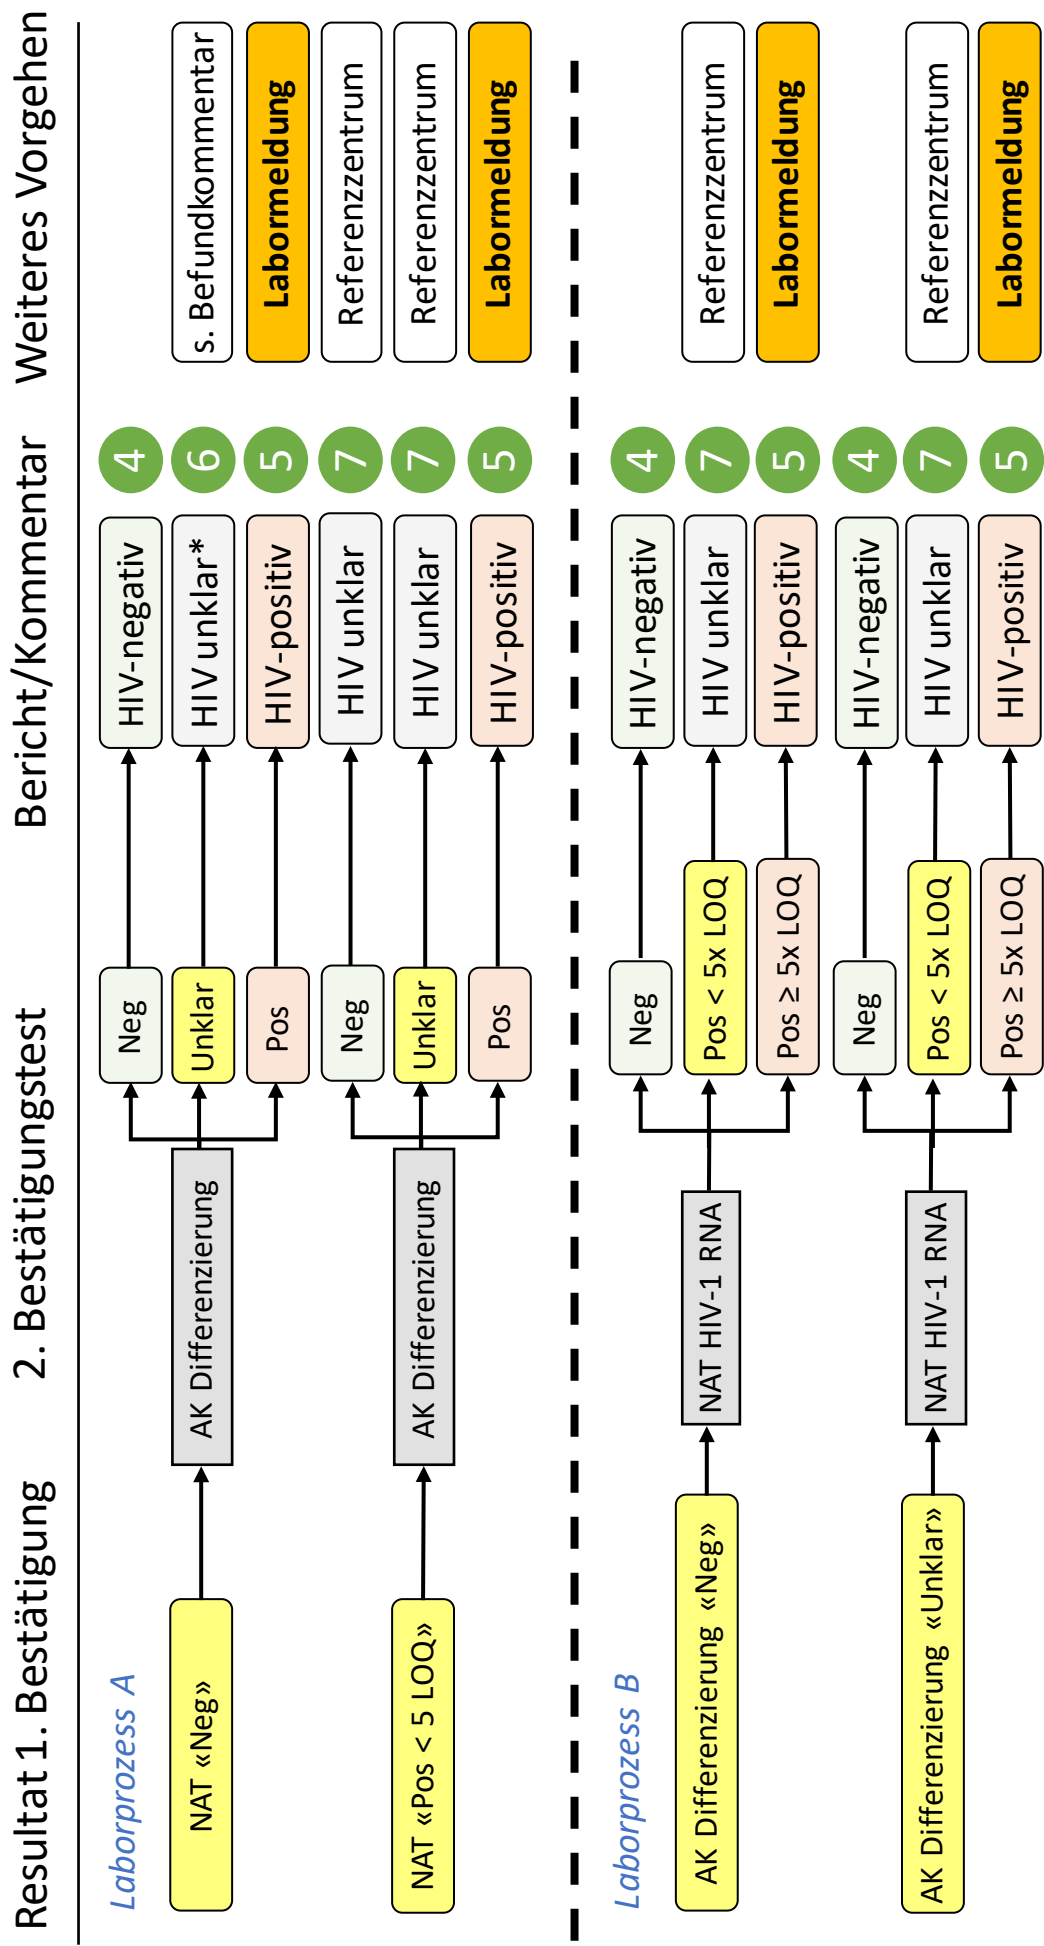 Resultat 1. Bestätigung
2. Bestätigungstest
Bericht/Kommentar
Weiteres Vorgehen
Laborprozess A
NAT «Neg»
AK Differenzierung
Neg
HIV-negativ
4
Unklar
HIV unklar*
6
s. Befundkommentar
Pos
HIV-positiv
5
Labormeldung
NAT «Pos < 5 LOQ»
AK Differenzierung
Neg
HIV unklar
7
Referenzzentrum
Unklar
HIV unklar
7
Referenzzentrum
Pos
HIV-positiv
5
Labormeldung
Laborprozess B
AK Differenzierung «Neg»
NAT HIV-1 RNA
Neg
HIV-negativ
4
Pos < 5x LOQ
HIV unklar
7
Referenzzentrum
Pos ≥ 5x LOQ
HIV-positiv
5
Labormeldung
AK Differenzierung «Unklar»
NAT HIV-1 RNA
Neg
HIV-negativ
4
Pos < 5x LOQ
HIV unklar
7
Referenzzentrum
Pos ≥ 5x LOQ
HIV-positiv
5
Labormeldung